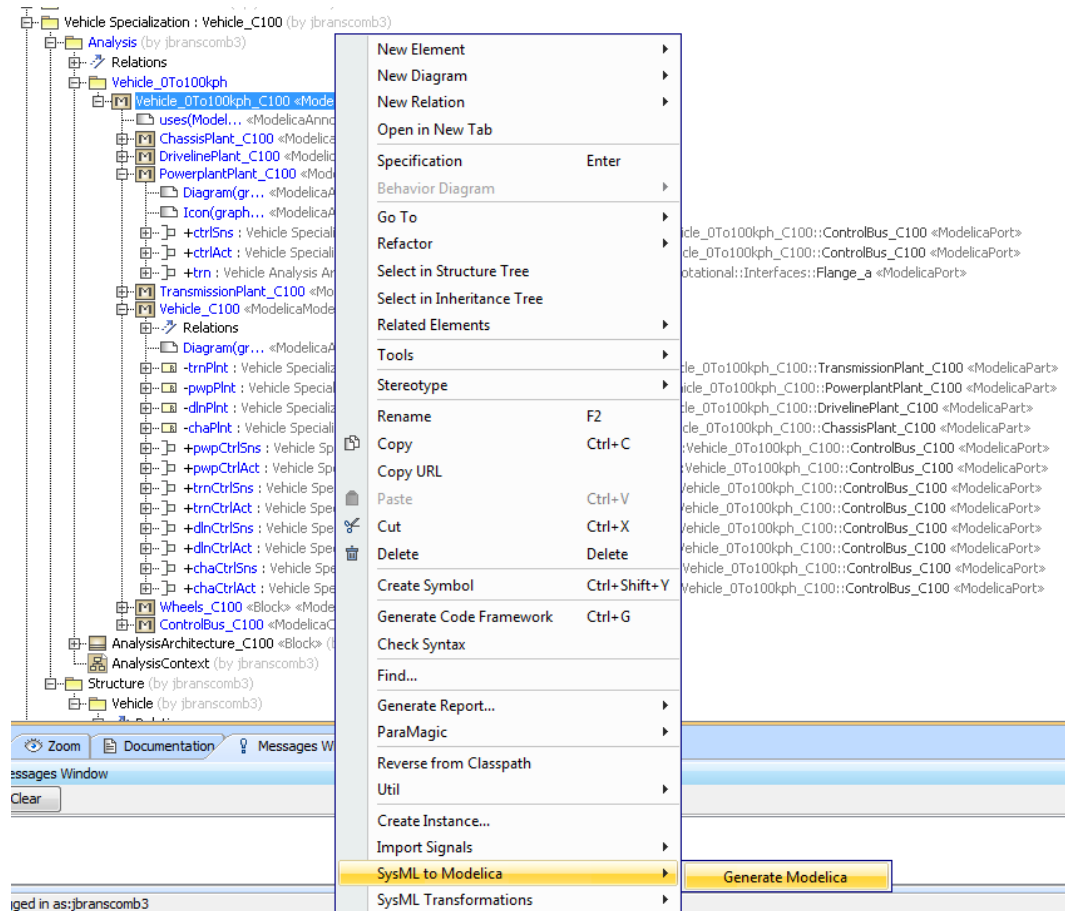 Vehicle Specialization : Vehicle_C100 (by jbranscomb3)
Analysis (by jbranscomb3)
Relations
Vehicle_0To100kph
Vehicle_0To100kph_C100 «Mode
uses(Model... «ModelicaAnno
ChassisPlant_C100 «Modelica
DrivelinePlant_C100 «Modelic
PowerplantPlant_C100 «Mode
Diagram(gr... «ModelicaA
Icon(graph... «ModelicaA
+ctrlSns : Vehicle Speciali
+ctrlAct : Vehicle Speciali
+trn : Vehicle Analysis Ar
TransmissionPlant_C100 «Mo
Vehicle_C100 «ModelicaMode
Relations
Diagram(gr... «ModelicaA
-trnPlnt : Vehicle Specializ
-pwpPlnt : Vehicle Special
-dlnPlnt : Vehicle Specializ
-chaPlnt : Vehicle Speciali
+pwpCtrlSns : Vehicle Sp
+pwpCtrlAct : Vehicle Sp
+trnCtrlSns : Vehicle Spe
+trnCtrlAct : Vehicle Spe
+dlnCtrlSns : Vehicle Spe
+dlnCtrlAct : Vehicle Spe
+chaCtrlSns : Vehicle Spe
+chaCtrlAct : Vehicle Spe
Wheels_C100 «Block» «Mode
ControlBus_C100 «ModelicaC
AnalysisArchitecture_C100 «Block» (b
AnalysisContext (by jbranscomb3)
Structure (by jbranscomb3)
Vehicle (by jbranscomb3)
New Element
New Diagram
New Relation
Open in New Tab
Specification Enter
Behavior Diagram
Go To
Refactor
Select in Structure Tree
Select in Inheritance Tree
Related Elements
Tools
Stereotype
Rename F2
Copy Ctrl+C
Copy URL
Paste Ctrl+V
Cut Ctrl+X
Delete Delete
Create Symbol Ctrl+Shift+Y
Generate Code Framework Ctrl+G
Check Syntax
Find...
Generate Report...
ParaMagic
Reverse from Classpath
Util
Create Instance...
Import Signals
SysML to Modelica
SysML Transformations
Generate Modelica
icle_0To100kph_C100::ControlBus_C100 «ModelicaPort»
cle_0To100kph_C100::ControlBus_C100 «ModelicaPort»
otational::Interfaces::Flange_a «ModelicaPort»
cle_0To100kph_C100::TransmissionPlant_C100 «ModelicaPart»
icle_0To100kph_C100::PowerplantPlant_C100 «ModelicaPart»
cle_0To100kph_C100::DrivelinePlant_C100 «ModelicaPart»
cle_0To100kph_C100::ChassisPlant_C100 «ModelicaPart»
:Vehicle_0To100kph_C100::ControlBus_C100 «ModelicaPort»
:Vehicle_0To100kph_C100::ControlBus_C100 «ModelicaPort»
Vehicle_0To100kph_C100::ControlBus_C100 «ModelicaPort»
Vehicle_0To100kph_C100::ControlBus_C100 «ModelicaPort»
Vehicle_0To100kph_C100::ControlBus_C100 «ModelicaPort»
Vehicle_0To100kph_C100::ControlBus_C100 «ModelicaPort»
Vehicle_0To100kph_C100::ControlBus_C100 «ModelicaPort»
Vehicle_0To100kph_C100::ControlBus_C100 «ModelicaPort»
Zoom Documentation Messages W
essages Window
Clear
ged in as:jbranscomb3